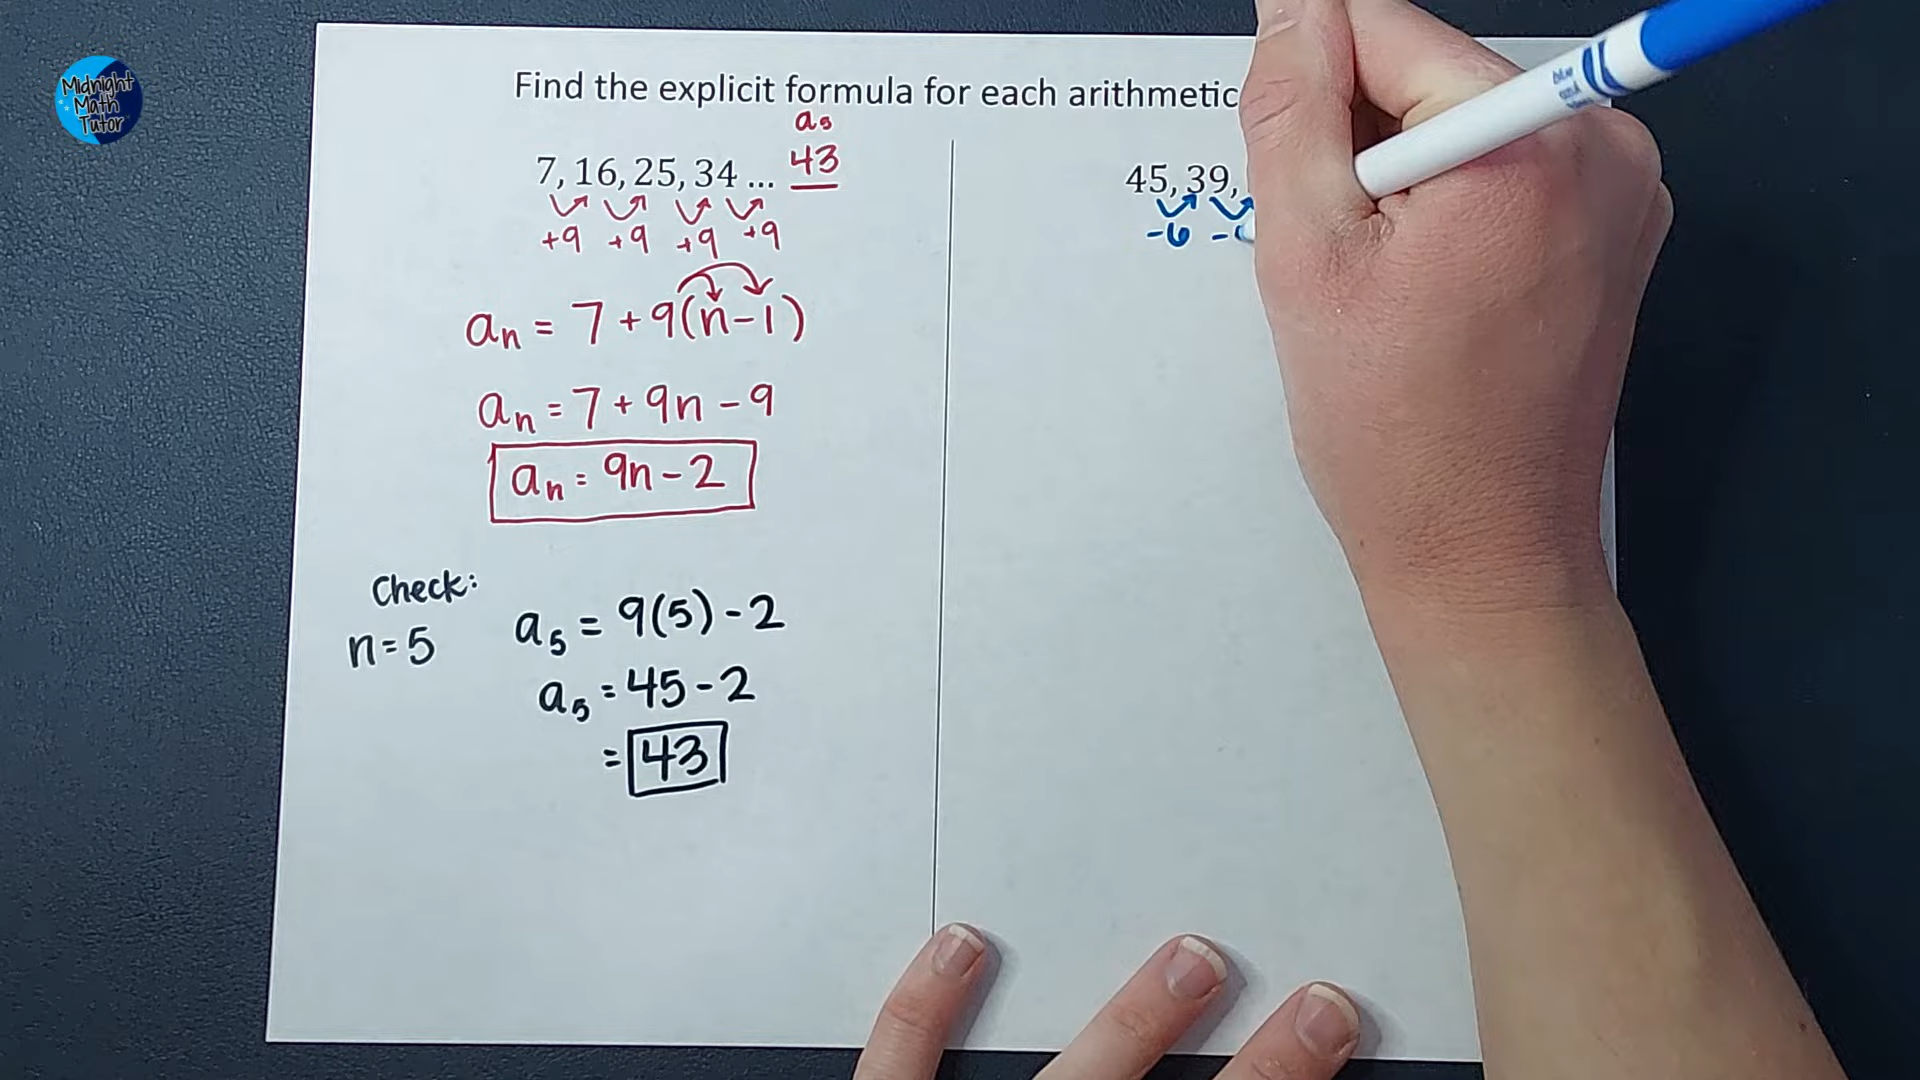 Midnight
Math
Tutor
Find the explicit formula for each arithmetic
a₅
7, 16, 25, 34 ... 43
+9 +9 +9 +9
aₙ = 7 + 9(n - 1)
aₙ = 7 + 9n - 9
aₙ = 9n - 2
Check:
n = 5
a₅ = 9(5) - 2
a₅ = 45 - 2
= 43
45, 39,
-6 -
blue